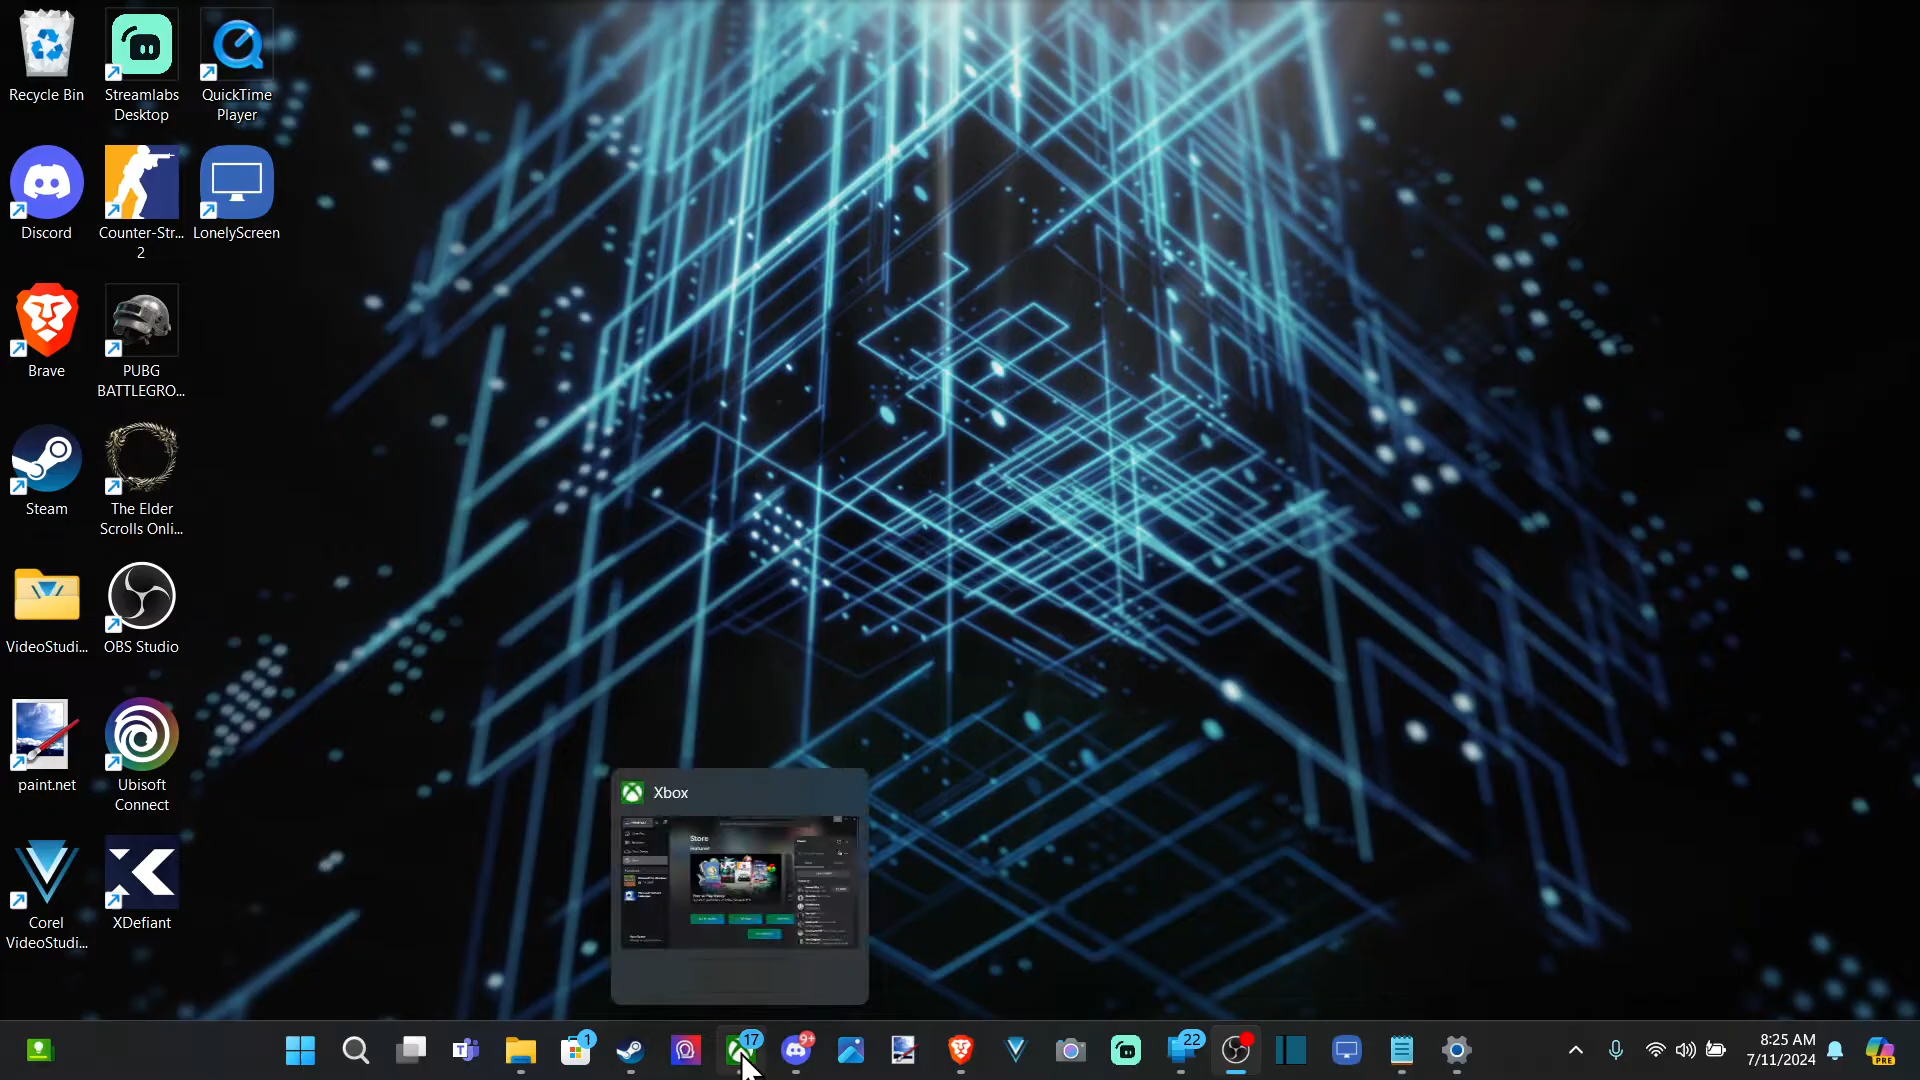 Recycle Bin
Streamlabs
Desktop
QuickTime
Player
Discord
Counter-Str...
2
LonelyScreen
Brave
PUBG
BATTLEGRO...
Steam
The Elder
Scrolls Onli...
VideoStudi...
OBS Studio
paint.net
Ubisoft
Connect
Corel
VideoStudi...
XDefiant
Xbox
Store
Featured
1
17
9+
22
8:25 AM
7/11/2024
PRE